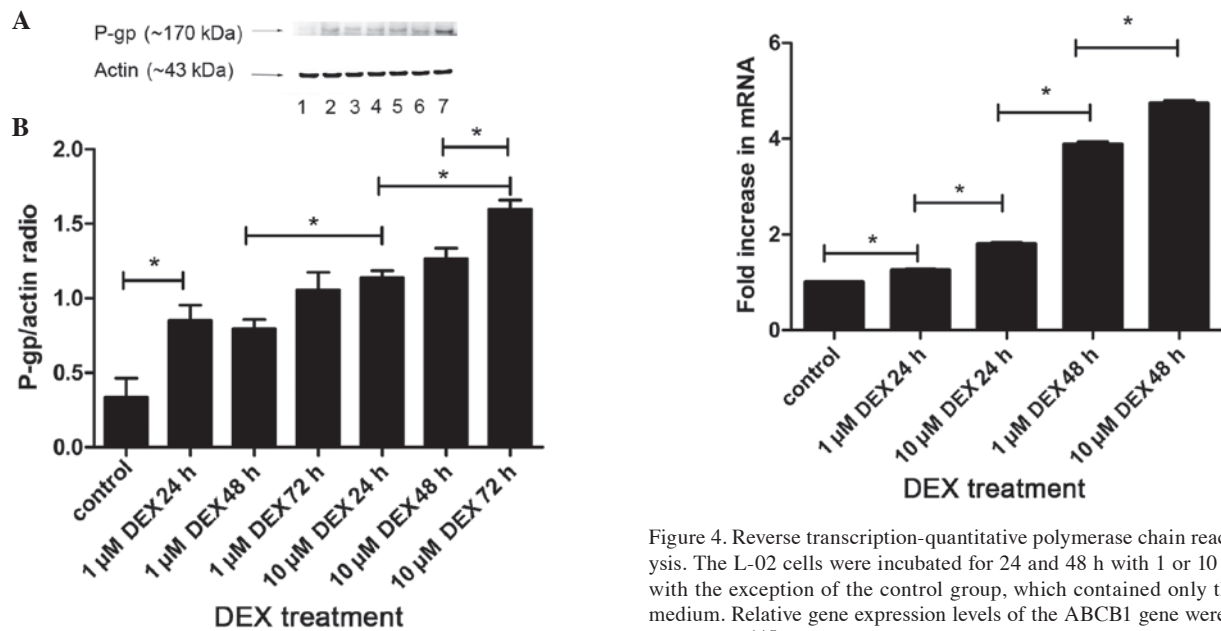 A
P-gp (~170 kDa)
Actin (~43 kDa)
1 2 3 4 5 6 7
B
P-gp/actin radio
2.0
1.5
1.0
0.5
0.0
*
*
*
*
control
1 µM DEX 24 h
1 µM DEX 48 h
1 µM DEX 72 h
10 µM DEX 24 h
10 µM DEX 48 h
10 µM DEX 72 h
DEX treatment
Fold increase in mRNA
6
4
2
0
*
*
*
*
control
1 µM DEX 24 h
10 µM DEX 24 h
1 µM DEX 48 h
10 µM DEX 48 h
DEX treatment
Figure 4. Reverse transcription-quantitative polymerase chain reac
ysis. The L-02 cells were incubated for 24 and 48 h with 1 or 10
with the exception of the control group, which contained only th
medium. Relative gene expression levels of the ABCB1 gene were